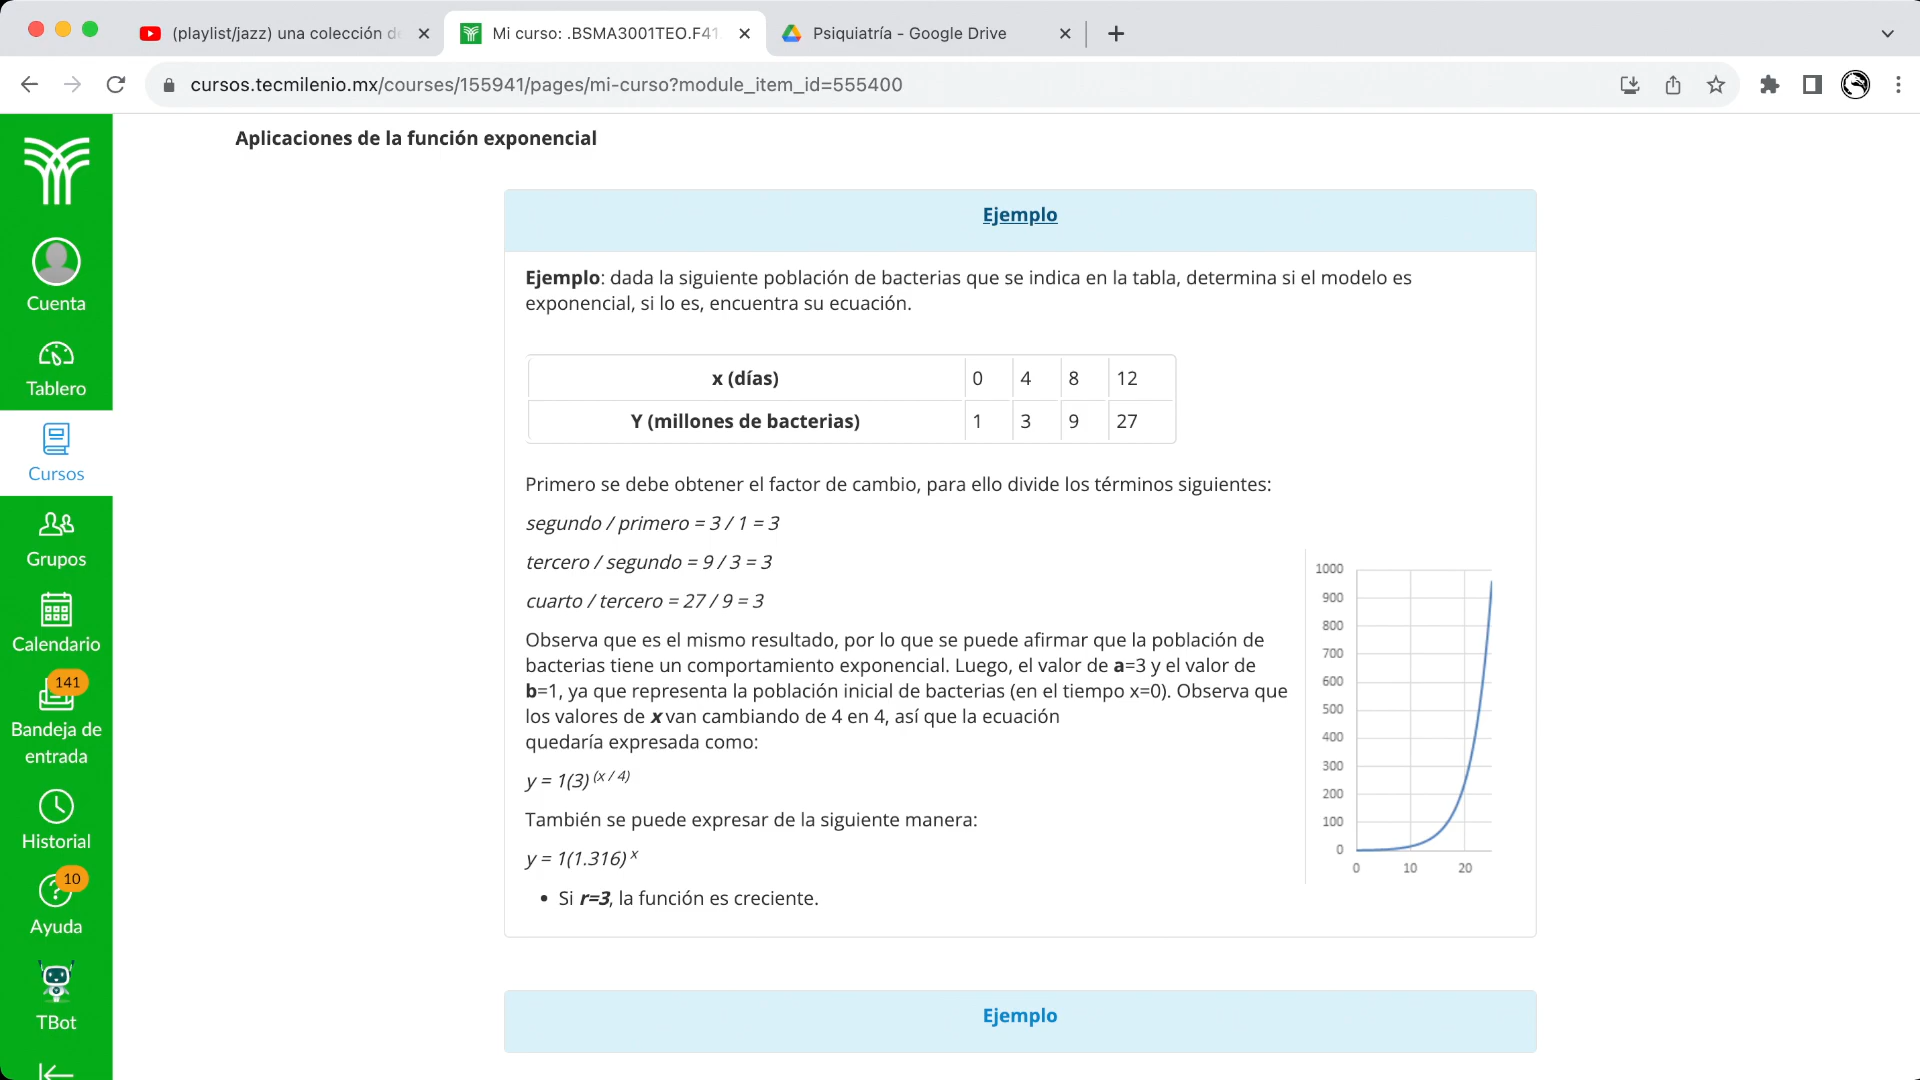 (playlist/jazz) una colección de
Mi curso: .BSMA3001TEO.F41.
Psiquiatría - Google Drive
cursos.tecmilenio.mx/courses/155941/pages/mi-curso?module_item_id=555400
Cuenta
Tablero
Cursos
Grupos
Calendario
141
Bandeja de
entrada
Historial
10
Ayuda
TBot
Aplicaciones de la función exponencial
Ejemplo
Ejemplo: dada la siguiente población de bacterias que se indica en la tabla, determina si el modelo es
exponencial, si lo es, encuentra su ecuación.
x (días) 0 4 8 12
Y (millones de bacterias) 1 3 9 27
Primero se debe obtener el factor de cambio, para ello divide los términos siguientes:
segundo / primero = 3 / 1 = 3
tercero / segundo = 9 / 3 = 3
cuarto / tercero = 27 / 9 = 3
Observa que es el mismo resultado, por lo que se puede afirmar que la población de
bacterias tiene un comportamiento exponencial. Luego, el valor de a=3 y el valor de
b=1, ya que representa la población inicial de bacterias (en el tiempo x=0). Observa que
los valores de x van cambiando de 4 en 4, así que la ecuación
quedaría expresada como:
y = 1(3) (x / 4)
También se puede expresar de la siguiente manera:
y = 1(1.316) x
• Si r=3, la función es creciente.
1000
900
800
700
600
500
400
300
200
100
0
0 10 20
Ejemplo